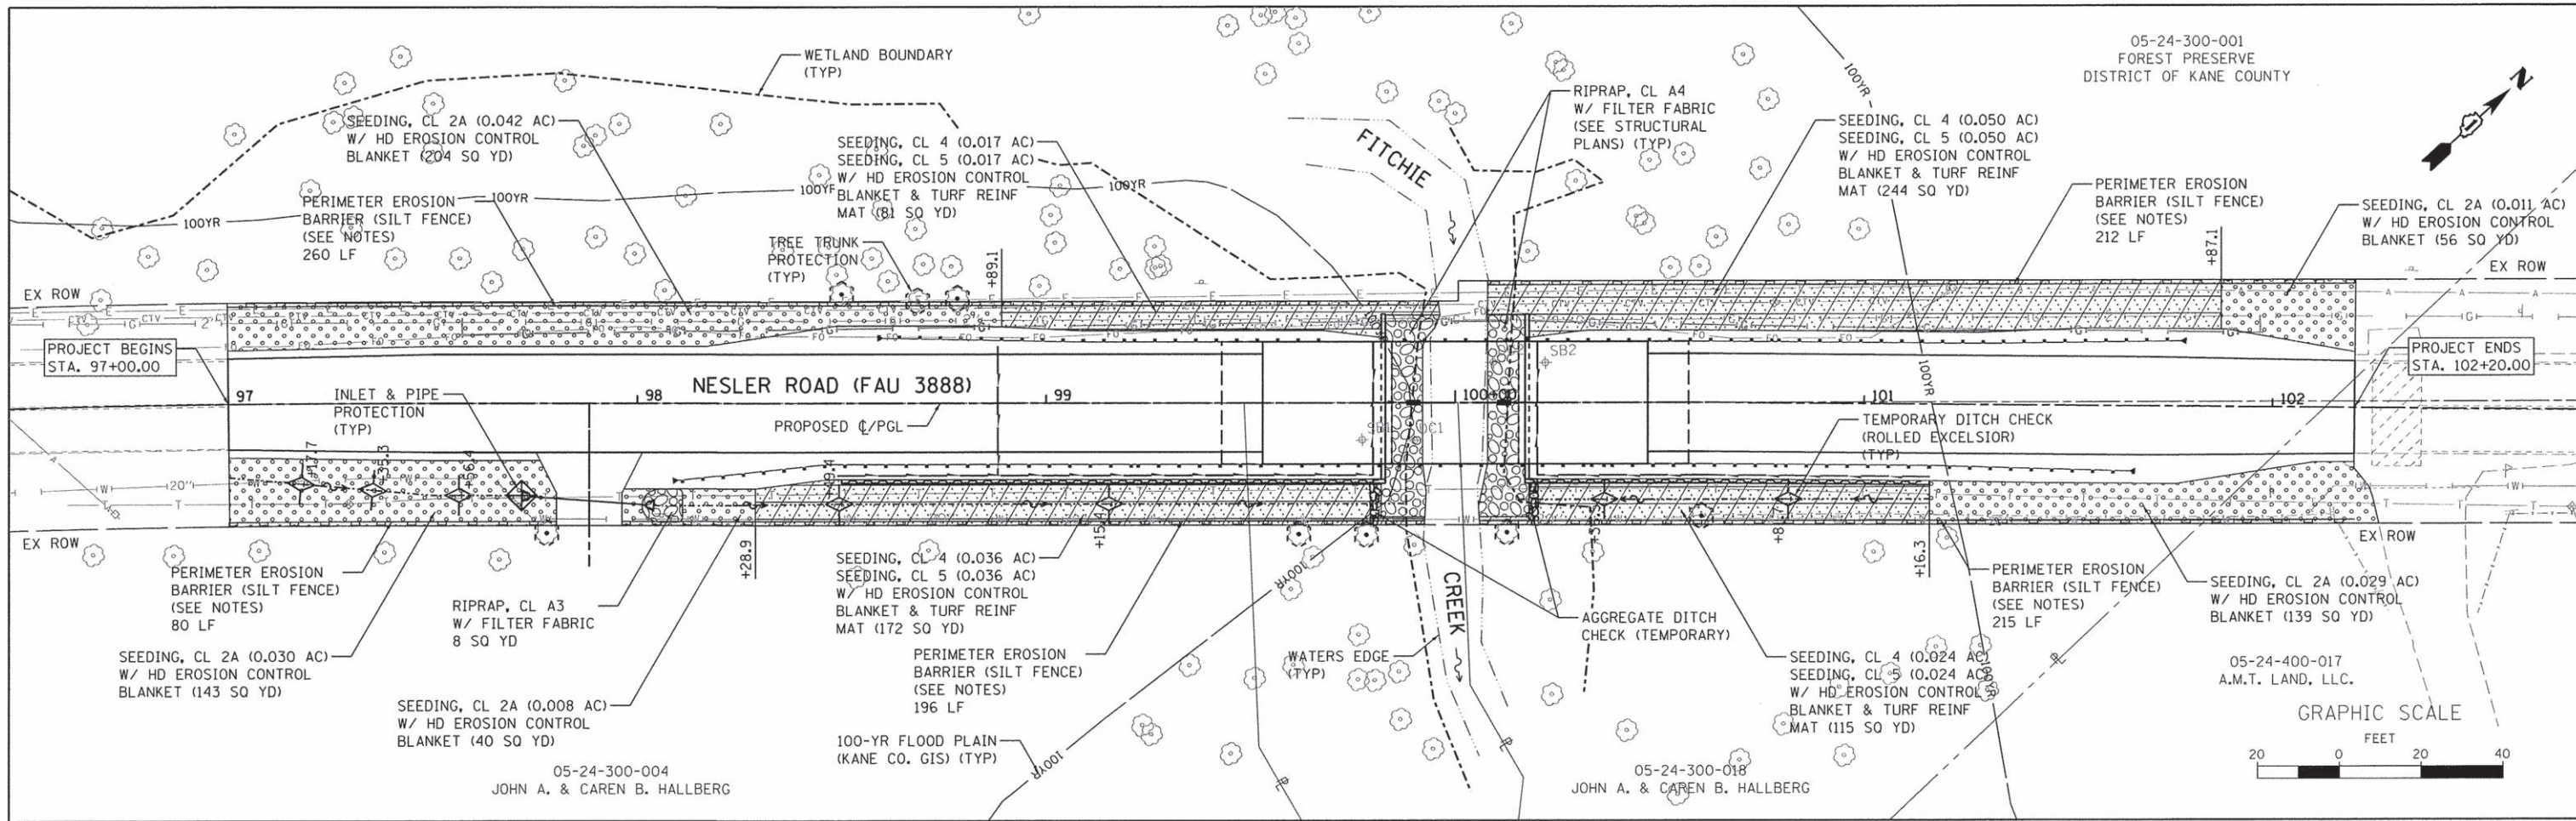 WETLAND BOUNDARY
(TYP)
05-24-300-001
FOREST PRESERVE
DISTRICT OF KANE COUNTY
N
SEEDING, CL 2A (0.042 AC)
W/ HD EROSION CONTROL
BLANKET (204 SQ YD)
SEEDING, CL 4 (0.017 AC)
SEEDING, CL 5 (0.017 AC)
W/ HD EROSION CONTROL
BLANKET & TURF REINF
MAT (81 SQ YD)
FITCHIE
RIPRAP, CL A4
W/ FILTER FABRIC
(SEE STRUCTURAL
PLANS) (TYP)
100YR
SEEDING, CL 4 (0.050 AC)
SEEDING, CL 5 (0.050 AC)
W/ HD EROSION CONTROL
BLANKET & TURF REINF
MAT (244 SQ YD)
PERIMETER EROSION
BARRIER (SILT FENCE)
(SEE NOTES)
212 LF
SEEDING, CL 2A (0.011 AC)
W/ HD EROSION CONTROL
BLANKET (56 SQ YD)
PERIMETER EROSION
BARRIER (SILT FENCE)
(SEE NOTES)
260 LF
100YR
100YR
100YR
100YR
TREE TRUNK
PROTECTION
(TYP)
+89.1
+87.1
EX ROW
EX ROW
PROJECT BEGINS
STA. 97+00.00
PROJECT ENDS
STA. 102+20.00
SB2
NESLER ROAD (FAU 3888)
97
98
99
100+00
101
102
INLET & PIPE
PROTECTION
(TYP)
PROPOSED ℄/PGL
SB1
OC1
100YR
TEMPORARY DITCH CHECK
(ROLLED EXCELSIOR)
(TYP)
+17.7
+35.3
+56.4
20"
+28.9
+16.3
EX ROW
EX ROW
PERIMETER EROSION
BARRIER (SILT FENCE)
(SEE NOTES)
80 LF
RIPRAP, CL A3
W/ FILTER FABRIC
8 SQ YD
SEEDING, CL 4 (0.036 AC)
SEEDING, CL 5 (0.036 AC)
W/ HD EROSION CONTROL
BLANKET & TURF REINF
MAT (172 SQ YD)
100YR
CREEK
AGGREGATE DITCH
CHECK (TEMPORARY)
PERIMETER EROSION
BARRIER (SILT FENCE)
(SEE NOTES)
215 LF
SEEDING, CL 2A (0.029 AC)
W/ HD EROSION CONTROL
BLANKET (139 SQ YD)
SEEDING, CL 2A (0.030 AC)
W/ HD EROSION CONTROL
BLANKET (143 SQ YD)
PERIMETER EROSION
BARRIER (SILT FENCE)
(SEE NOTES)
196 LF
WATERS EDGE
(TYP)
SEEDING, CL 4 (0.024 AC)
SEEDING, CL 5 (0.024 AC)
W/ HD EROSION CONTROL
BLANKET & TURF REINF
MAT (115 SQ YD)
100YR
05-24-400-017
A.M.T. LAND, LLC.
SEEDING, CL 2A (0.008 AC)
W/ HD EROSION CONTROL
BLANKET (40 SQ YD)
100-YR FLOOD PLAIN
(KANE CO. GIS) (TYP)
100YR
05-24-300-004
JOHN A. & CAREN B. HALLBERG
05-24-300-018
JOHN A. & CAREN B. HALLBERG
GRAPHIC SCALE
FEET
20 0 20 40